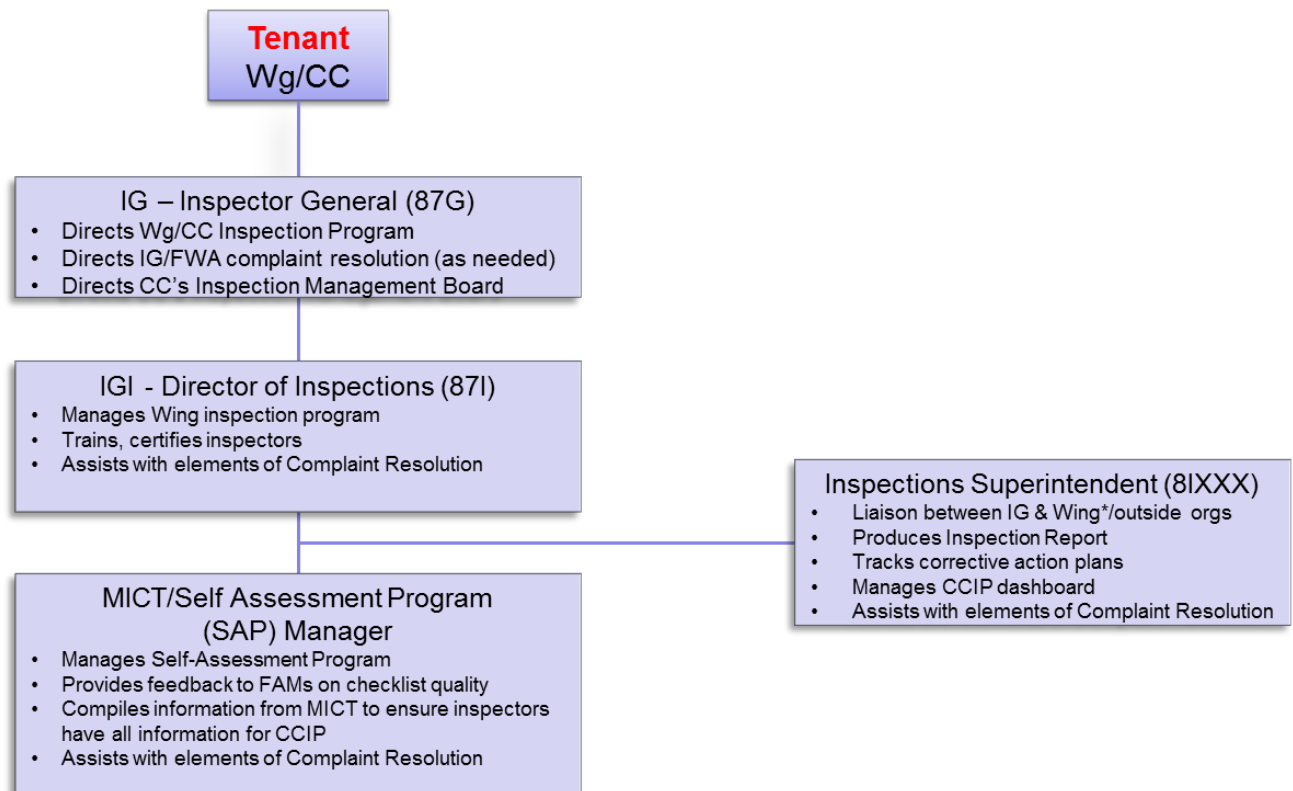 Tenant
Wg/CC
IG – Inspector General (87G)
• Directs Wg/CC Inspection Program
• Directs IG/FWA complaint resolution (as needed)
• Directs CC's Inspection Management Board
IGI - Director of Inspections (87I)
• Manages Wing inspection program
• Trains, certifies inspectors
• Assists with elements of Complaint Resolution
Inspections Superintendent (8IXXX)
• Liaison between IG & Wing*/outside orgs
• Produces Inspection Report
• Tracks corrective action plans
• Manages CCIP dashboard
• Assists with elements of Complaint Resolution
MICT/Self Assessment Program
(SAP) Manager
• Manages Self-Assessment Program
• Provides feedback to FAMs on checklist quality
• Compiles information from MICT to ensure inspectors
have all information for CCIP
• Assists with elements of Complaint Resolution